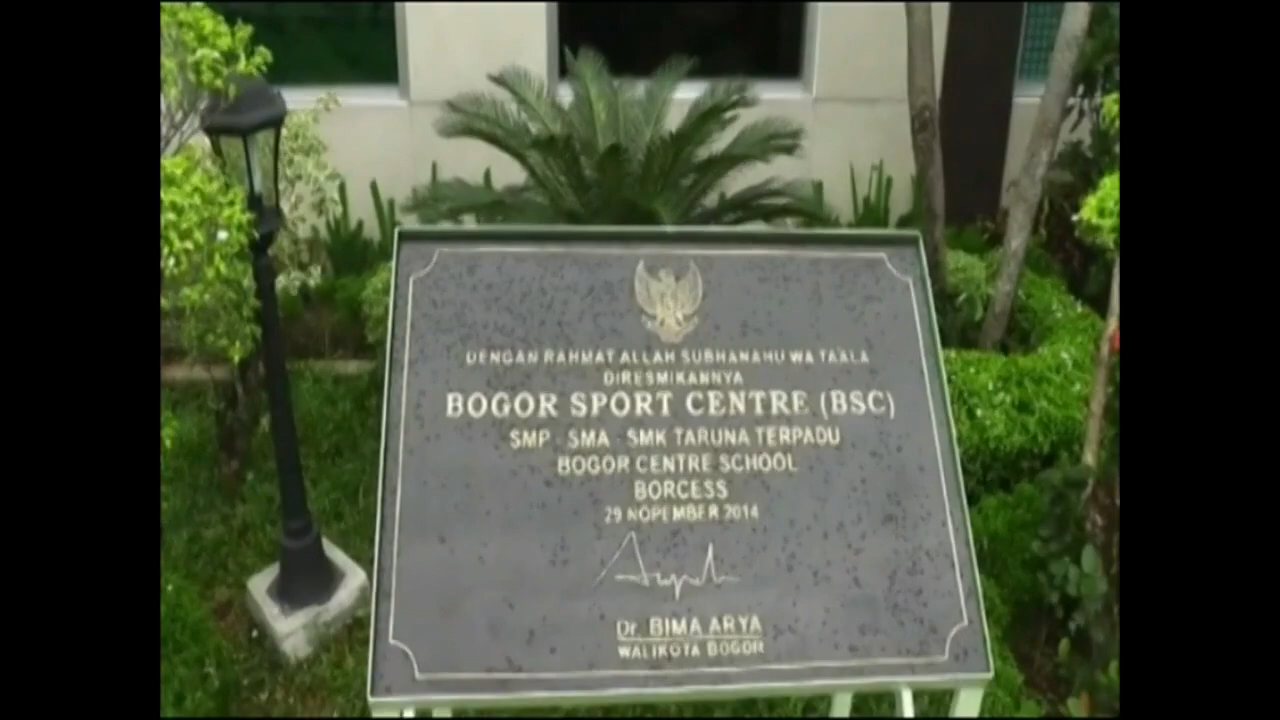 DENGAN RAHMAT ALLAH SUBHANAHU WA TAALA
DIRESMIKANNYA
BOGOR SPORT CENTRE (BSC)
SMP - SMA - SMK TARUNA TERPADU
BOGOR CENTRE SCHOOL
BORCESS
29 NOPEMBER 2014
Dr. BIMA ARYA
WALIKOTA BOGOR